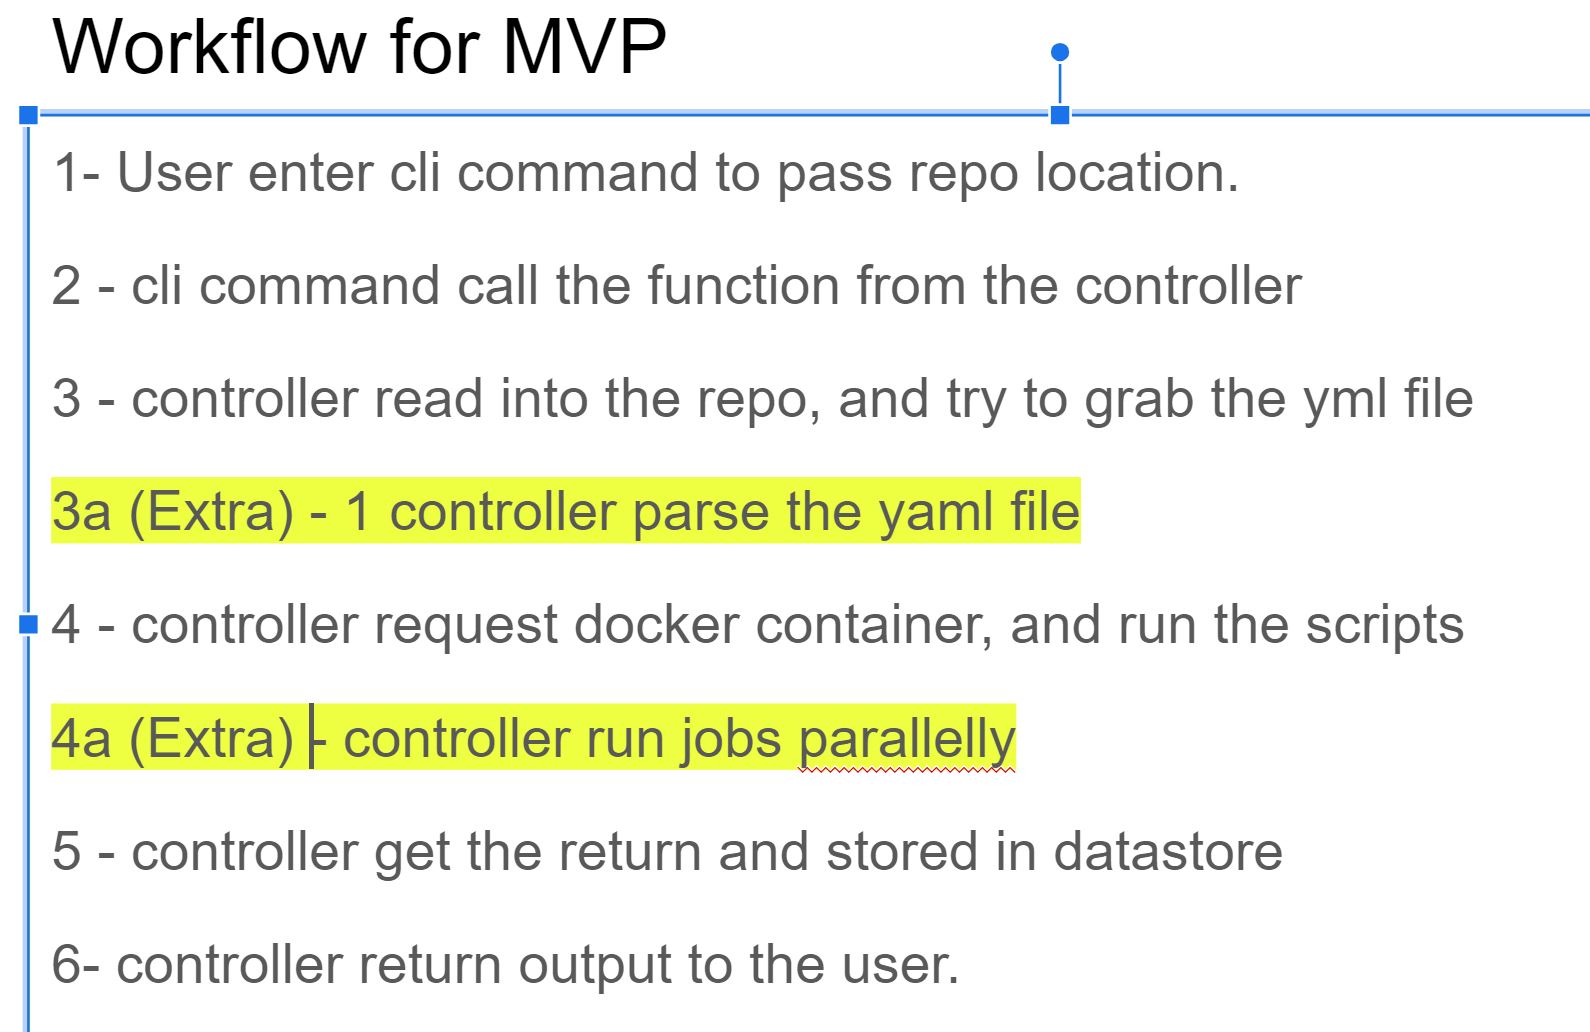 Workflow for MVP
1- User enter cli command to pass repo location.
2 - cli command call the function from the controller
3 - controller read into the repo, and try to grab the yml file
3a (Extra) - 1 controller parse the yaml file
4 - controller request docker container, and run the scripts
4a (Extra) - controller run jobs parallelly
5 - controller get the return and stored in datastore
6- controller return output to the user.